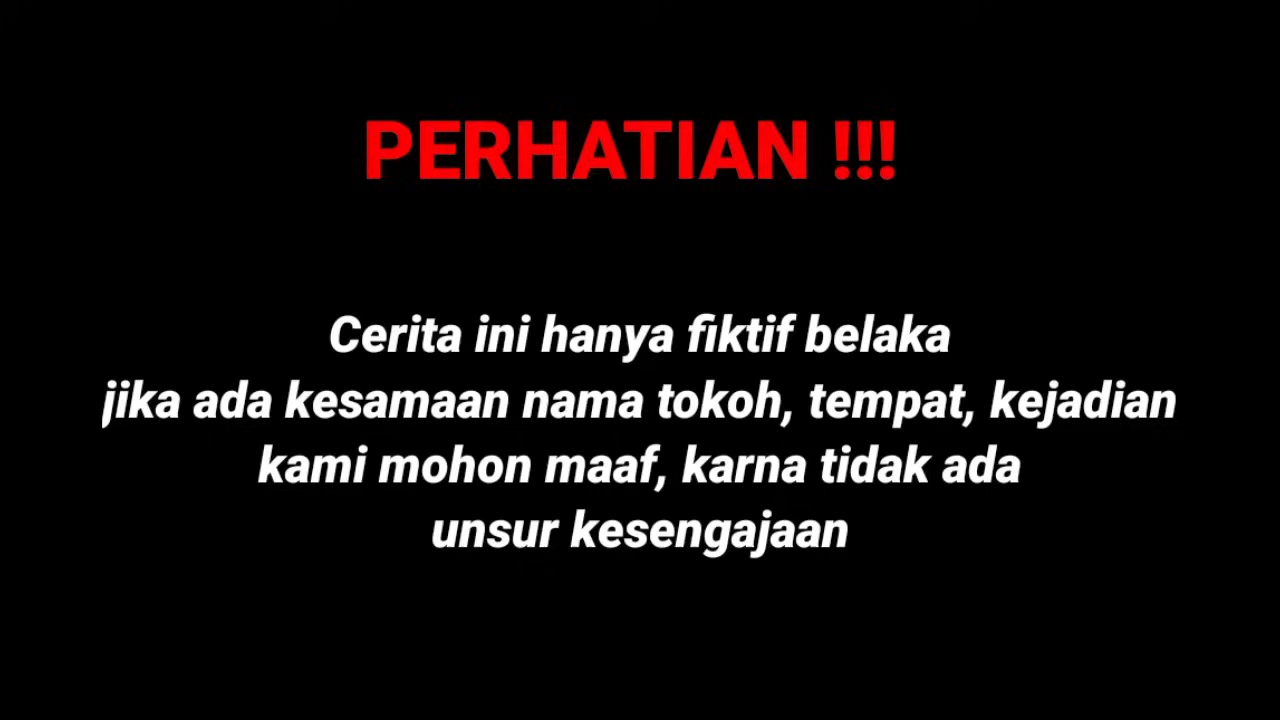 PERHATIAN !!!
Cerita ini hanya fiktif belaka
jika ada kesamaan nama tokoh, tempat, kejadian
kami mohon maaf, karna tidak ada
unsur kesengajaan